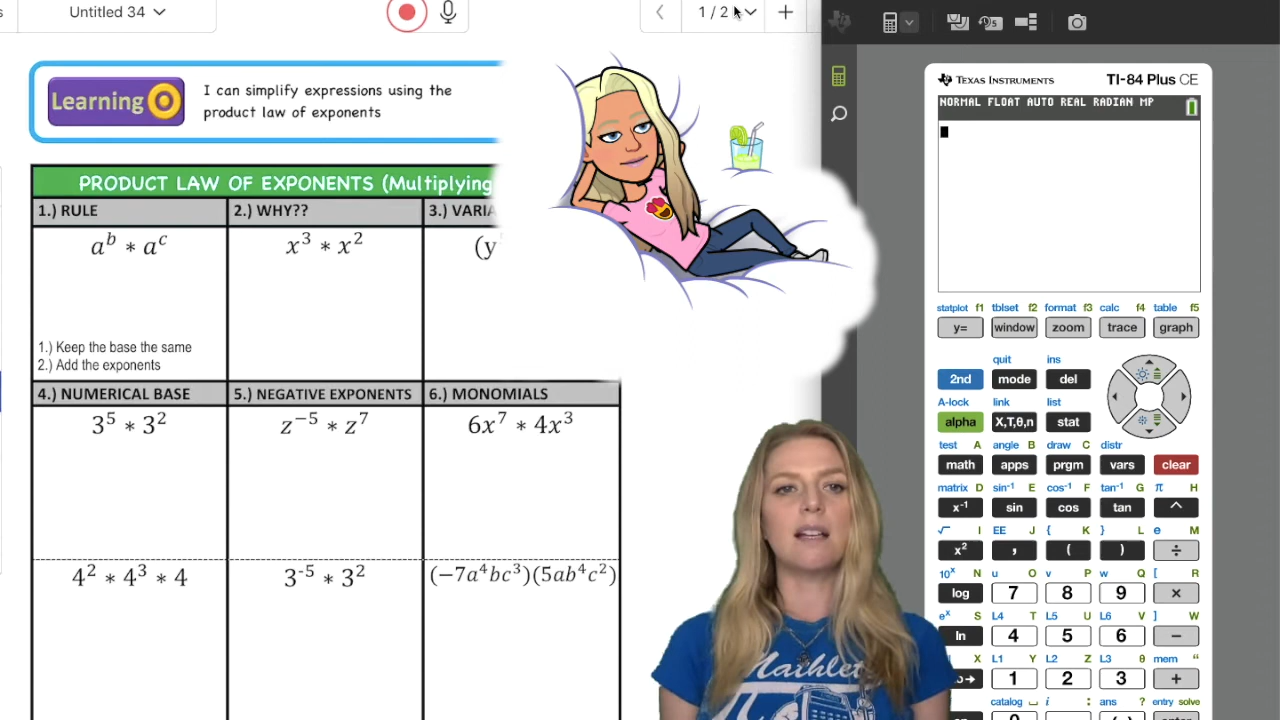 Untitled 34
1 / 2
Learning
I can simplify expressions using the
product law of exponents
PRODUCT LAW OF EXPONENTS (Multiplying
1.) RULE
2.) WHY??
3.) VARIA
a^b * a^c
x^3 * x^2
(y
1.) Keep the base the same
2.) Add the exponents
4.) NUMERICAL BASE
5.) NEGATIVE EXPONENTS
6.) MONOMIALS
3^5 * 3^2
z^-5 * z^7
6x^7 * 4x^3
4^2 * 4^3 * 4
3^-5 * 3^2
(−7a^4bc^3)(5ab^4c^2)
Mathlet
TEXAS INSTRUMENTS TI-84 Plus CE
NORMAL FLOAT AUTO REAL RADIAN MP
statplot f1 tblset f2 format f3 calc f4 table f5
y= window zoom trace graph
quit ins
2nd mode del
A-lock link list
alpha X,T,θ,n stat
test A angle B draw C distr
math apps prgm vars clear
matrix D sin⁻¹ E cos⁻¹ F tan⁻¹ G π H
x⁻¹ sin cos tan ^
√ I EE J { K } L e M
x² , ( ) ÷
10ˣ N u O v P w Q [ R
log 7 8 9 ×
eˣ S L4 T L5 U L6 V ] W
ln 4 5 6 −
X L1 Y L2 Z L3 θ mem “
1 2 3 +
catalog i : ans ? entry solve